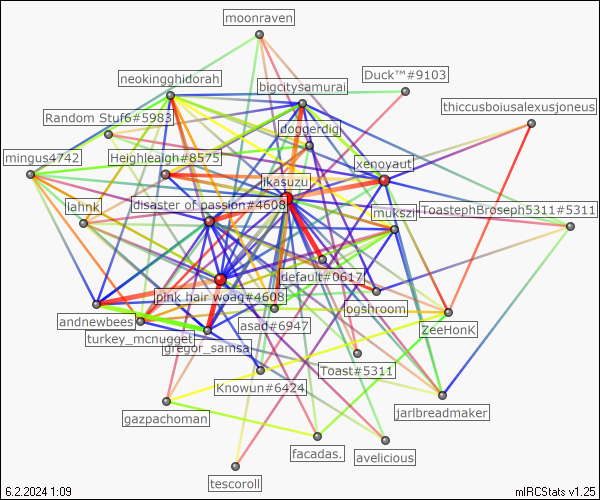 moonraven
Duck™#9103
neokingghidorah
bigcitysamurai
thiccusboiusalexusjoneus
Random Stuf6#5983
doggerdig
mingus4742
Heighleaigh#8575
xenoyaut
ikasuzu
lahnk
disaster of passion#4608
mukszn
ToastephBroseph5311#5311
default#0617
pink hair woag#4608
ogshroom
andnewbees
asad#6947
ZeeHonK
turkey_mcnugget
gregor_samsa
Toast#5311
Knowun#6424
gazpachoman
jarlbreadmaker
facadas.
avelicious
tescoroll
6.2.2024 1:09
mIRCStats v1.25